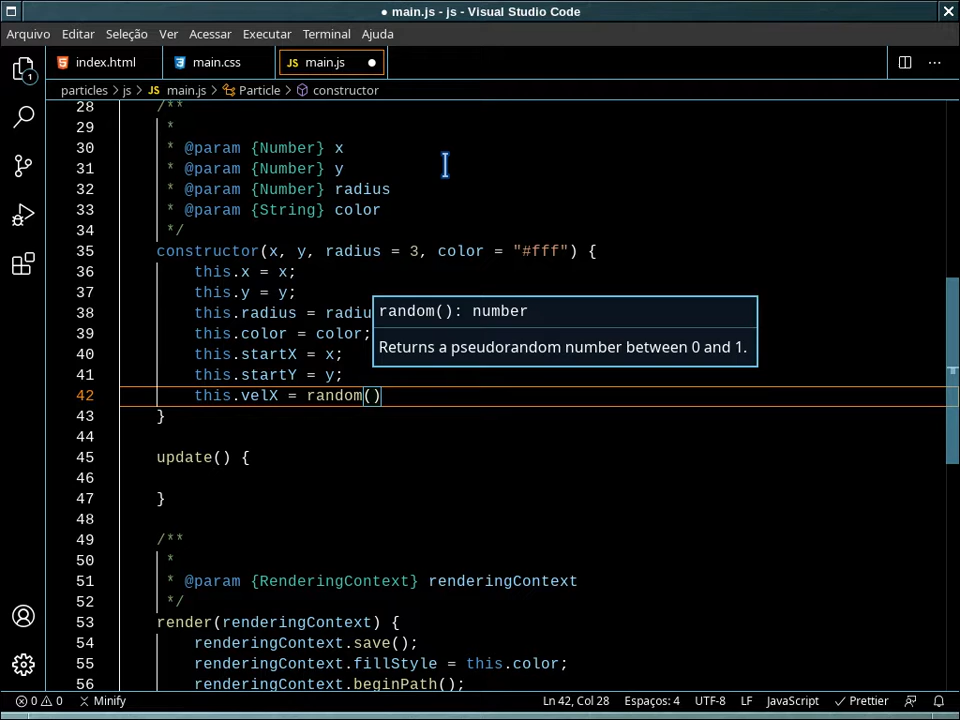 ● main.js - js - Visual Studio Code
Arquivo Editar Seleção Ver Acessar Executar Terminal Ajuda
index.html main.css JS main.js ●
particles > js > JS main.js > Particle > constructor
28 /**
29 *
30 * @param {Number} x
31 * @param {Number} y
32 * @param {Number} radius
33 * @param {String} color
34 */
35 constructor(x, y, radius = 3, color = "#fff") {
36 this.x = x;
37 this.y = y;
38 this.radius = radiu
random(): number
39 this.color = color;
Returns a pseudorandom number between 0 and 1.
40 this.startX = x;
41 this.startY = y;
42 this.velX = random()
43 }
44
45 update() {
46
47 }
48
49 /**
50 *
51 * @param {RenderingContext} renderingContext
52 */
53 render(renderingContext) {
54 renderingContext.save();
55 renderingContext.fillStyle = this.color;
56 renderingContext.beginPath();
1
0 0 Minify Ln 42, Col 28 Espaços: 4 UTF-8 LF JavaScript Prettier